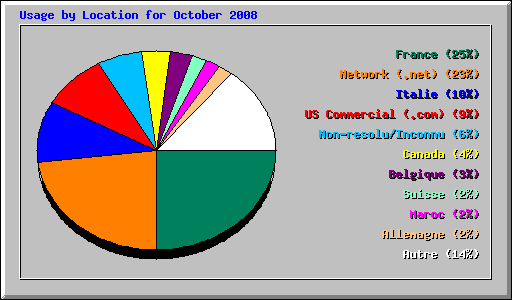 Usage by Location for October 2008
France (25%)
Network (.net) (23%)
Italie (10%)
US Commercial (.com) (9%)
Non-resolu/Inconnu (6%)
Canada (4%)
Belgique (3%)
Suisse (2%)
Maroc (2%)
Allemagne (2%)
Autre (14%)